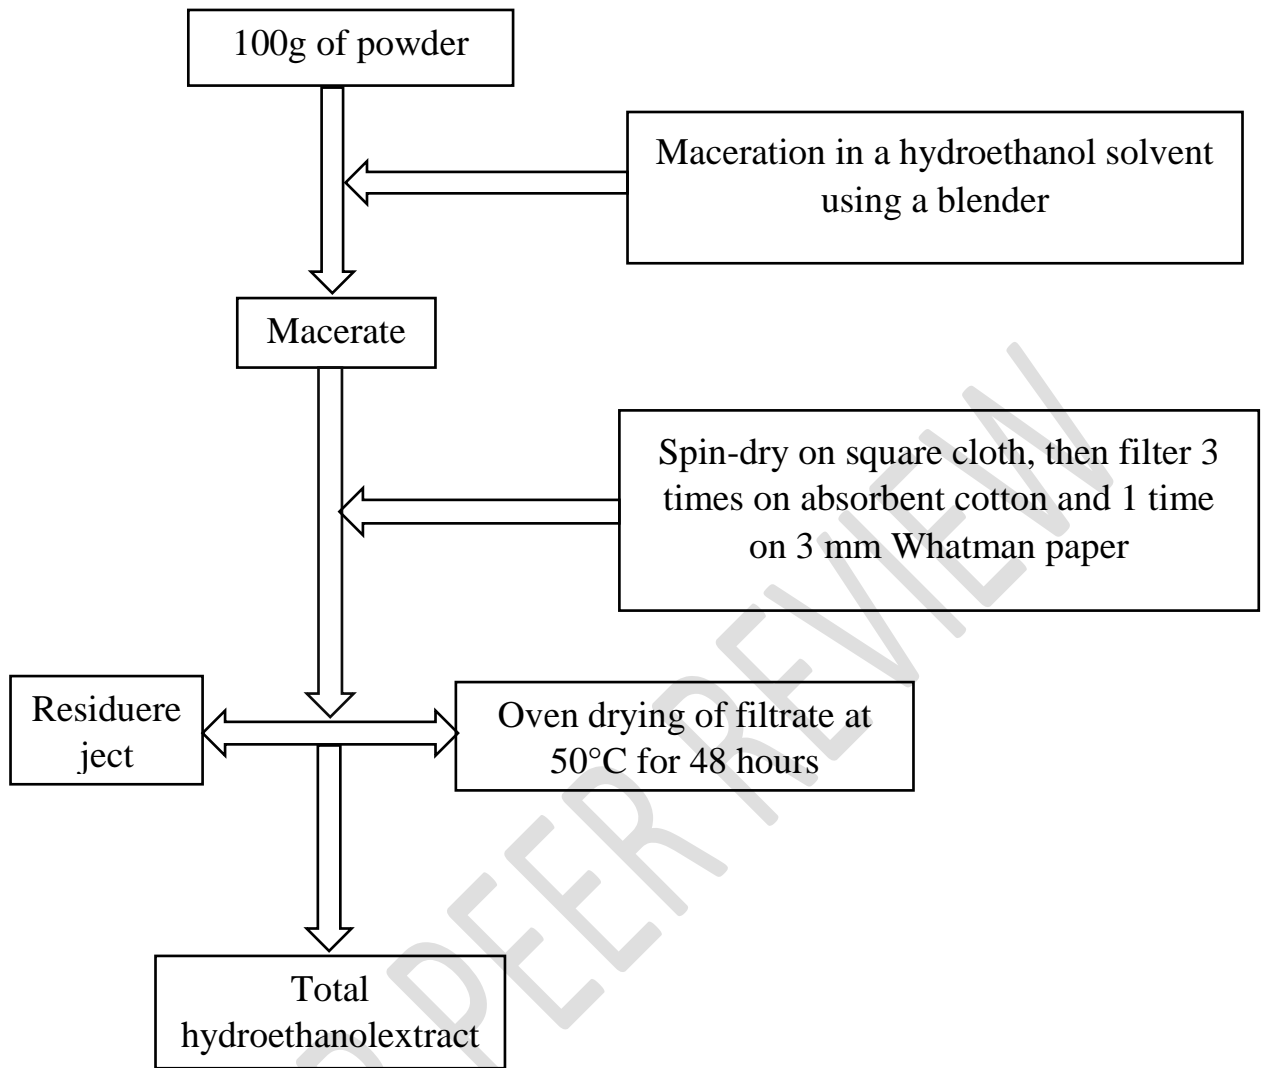 100g of powder
Maceration in a hydroethanol solvent
using a blender
Macerate
Spin-dry on square cloth, then filter 3
times on absorbent cotton and 1 time
on 3 mm Whatman paper
Residuere
ject
Oven drying of filtrate at
50°C for 48 hours
Total
hydroethanolextract
PEER REVIEW